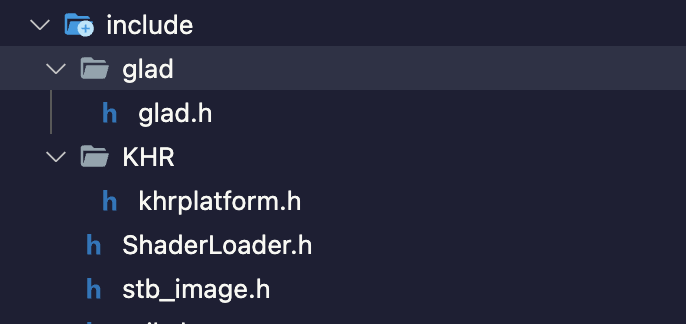 include
glad
h glad.h
KHR
h khrplatform.h
h ShaderLoader.h
h stb_image.h